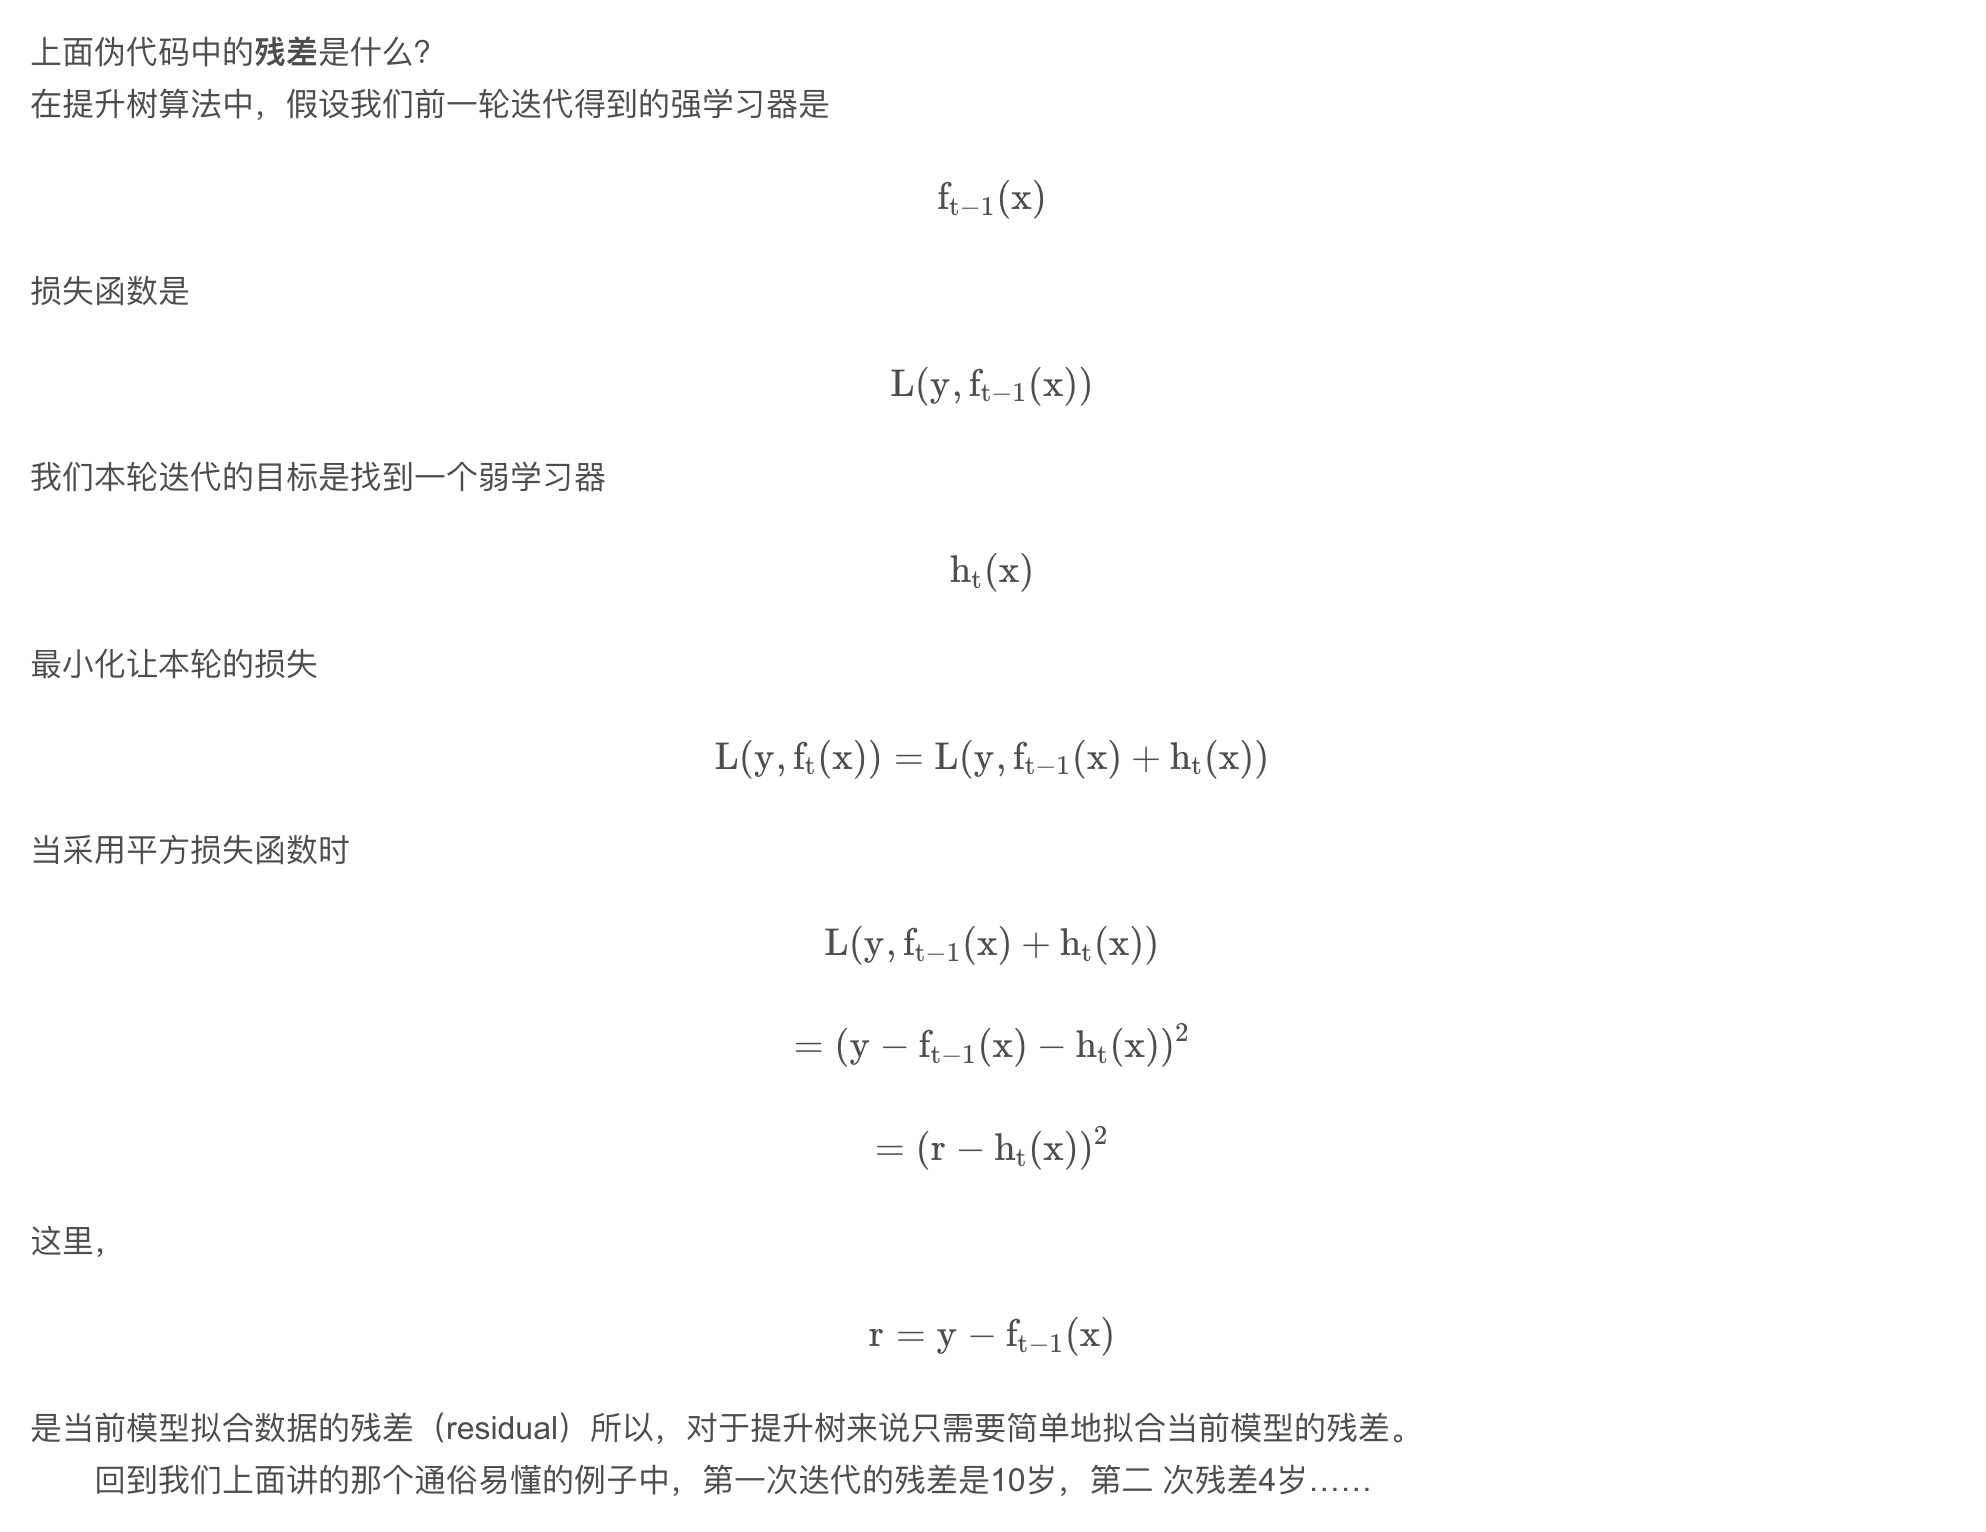 上面伪代码中的残差是什么?
在提升树算法中，假设我们前一轮迭代得到的强学习器是
f_{t−1}(x)
损失函数是
L(y, f_{t−1}(x))
我们本轮迭代的目标是找到一个弱学习器
h_t(x)
最小化让本轮的损失
L(y, f_t(x)) = L(y, f_{t−1}(x) + h_t(x))
当采用平方损失函数时
L(y, f_{t−1}(x) + h_t(x))
= (y − f_{t−1}(x) − h_t(x))²
= (r − h_t(x))²
这里，
r = y − f_{t−1}(x)
是当前模型拟合数据的残差（residual）所以，对于提升树来说只需要简单地拟合当前模型的残差。
回到我们上面讲的那个通俗易懂的例子中，第一次迭代的残差是10岁，第二 次残差4岁……